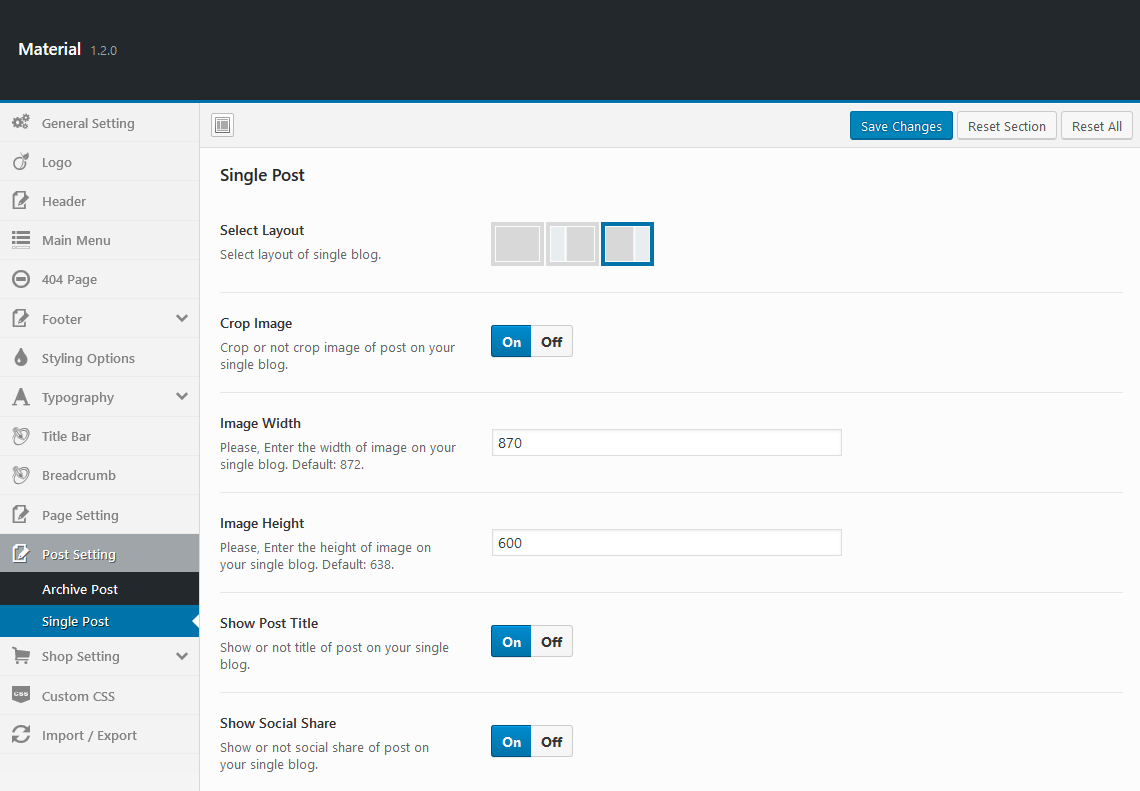 Material 1.2.0
General Setting
Logo
Header
Main Menu
404 Page
Footer
Styling Options
Typography
Title Bar
Breadcrumb
Page Setting
Post Setting
Archive Post
Single Post
Shop Setting
CSS
Custom CSS
Import / Export
Save Changes
Reset Section
Reset All
Single Post
Select Layout
Select layout of single blog.
Crop Image
Crop or not crop image of post on your
single blog.
On
Off
Image Width
Please, Enter the width of image on your
single blog. Default: 872.
870
Image Height
Please, Enter the height of image on
your single blog. Default: 638.
600
Show Post Title
Show or not title of post on your single
blog.
On
Off
Show Social Share
Show or not social share of post on
your single blog.
On
Off